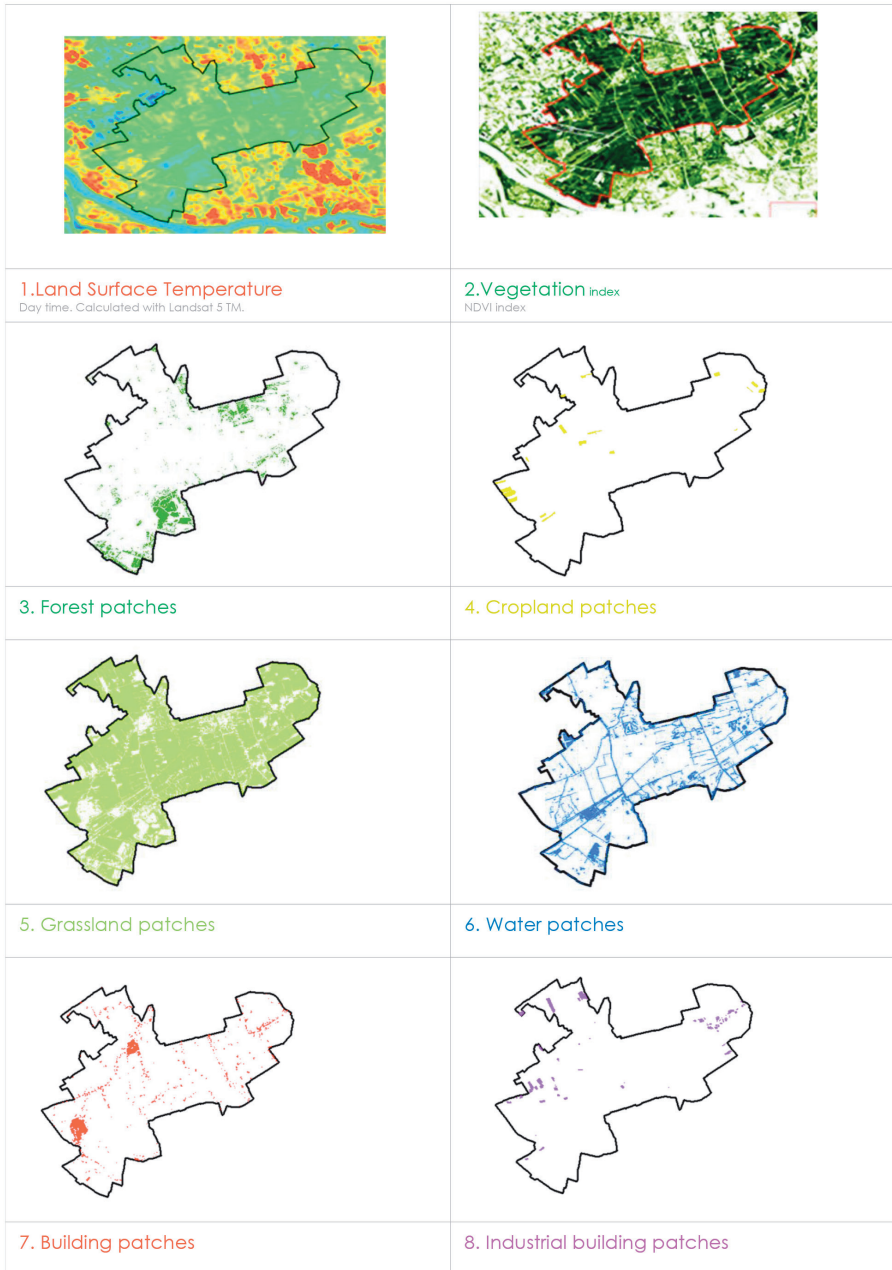 1.Land Surface Temperature
Day time. Calculated with Landsat 5 TM.
2.Vegetation index
NDVI index
3. Forest patches
4. Cropland patches
5. Grassland patches
6. Water patches
7. Building patches
8. Industrial building patches